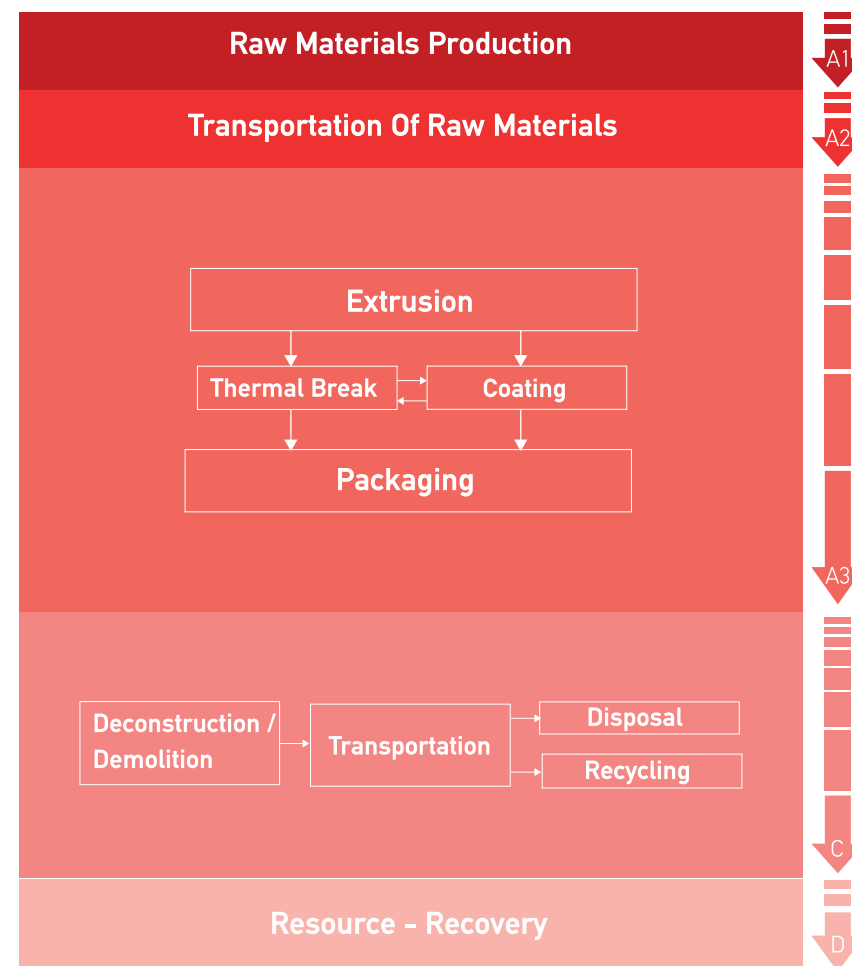 Raw Materials Production
A1
Transportation Of Raw Materials
A2
Extrusion
Thermal Break
Coating
Packaging
A3
Deconstruction /
Demolition
Transportation
Disposal
Recycling
C
Resource - Recovery
D